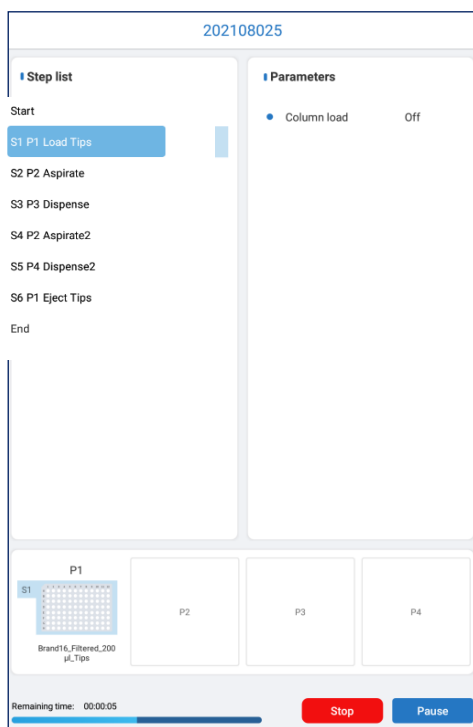 202108025
Step list
Start
S1 P1 Load Tips
S2 P2 Aspirate
S3 P3 Dispense
S4 P2 Aspirate2
S5 P4 Dispense2
S6 P1 Eject Tips
End
Parameters
Column load Off
P1
S1
Brand16_Filtered_200
µl_Tips
P2
P3
P4
Remaining time: 00:00:05
Stop
Pause